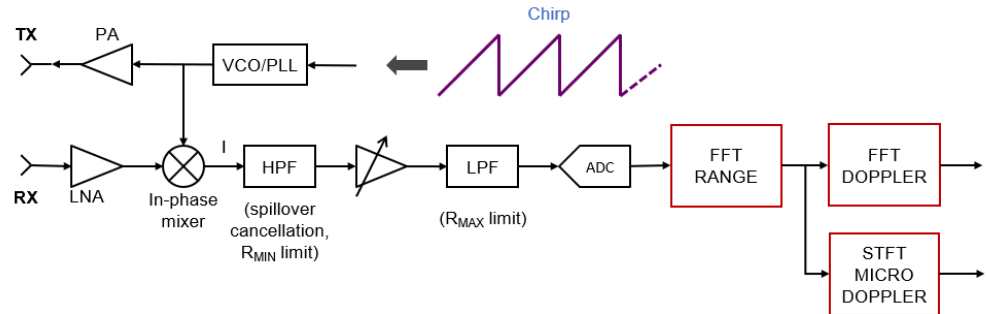 Chirp
TX
PA
VCO/PLL
I
HPF
LPF
ADC
FFT
RANGE
FFT
DOPPLER
RX
LNA
In-phase
mixer
(spillover
cancellation,
RMIN limit)
(RMAX limit)
STFT
MICRO
DOPPLER